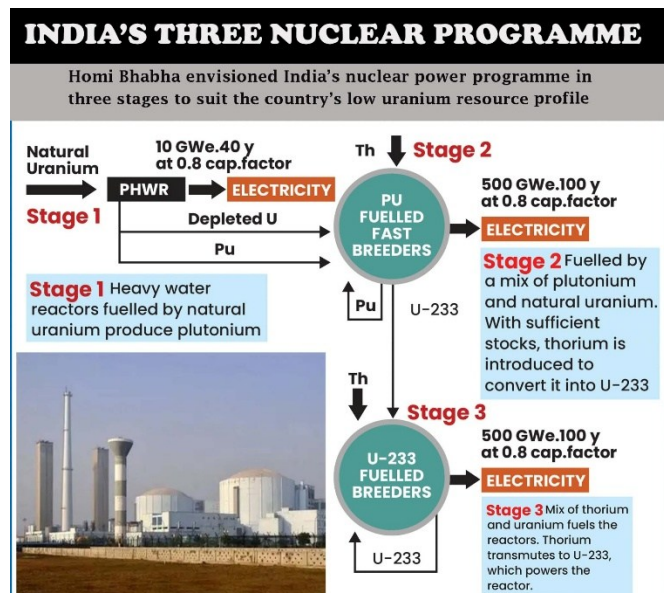 INDIA'S THREE NUCLEAR PROGRAMME
Homi Bhabha envisioned India's nuclear power programme in
three stages to suit the country's low uranium resource profile
Natural
Uranium
Stage 1
PHWR
10 GWe.40 y
at 0.8 cap.factor
ELECTRICITY
Depleted U
Pu
Th
Stage 2
PU
FUELLED
FAST
BREEDERS
500 GWe.100 y
at 0.8 cap.factor
ELECTRICITY
Pu
U-233
Stage 1 Heavy water
reactors fuelled by natural
uranium produce plutonium
Stage 2 Fuelled by
a mix of plutonium
and natural uranium.
With sufficient
stocks, thorium is
introduced to
convert it into U-233
Th
Stage 3
U-233
FUELLED
BREEDERS
500 GWe.100 y
at 0.8 cap.factor
ELECTRICITY
U-233
Stage 3 Mix of thorium
and uranium fuels the
reactors. Thorium
transmutes to U-233,
which powers the
reactor.